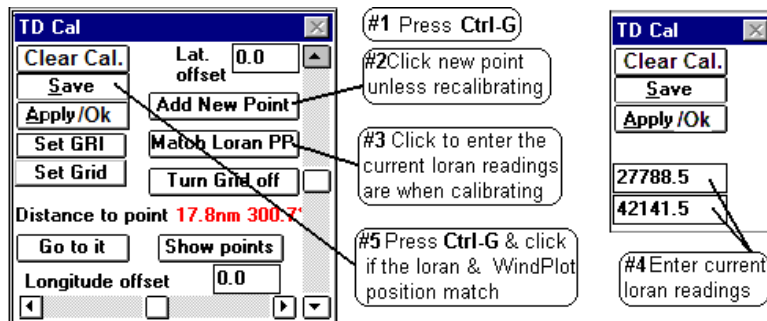 TD Cal
Clear Cal.
Save
Apply/Ok
Set GRI
Set Grid
Lat. offset
0.0
Add New Point
Match Loran PP
Turn Grid off
Distance to point 17.8nm 300.7°
Go to it
Show points
Longitude offset
0.0
#1 Press Ctrl-G
#2Click new point
unless recalibrating
#3 Click to enter the
current loran readings
are when calibrating
#5 Press Ctrl-G & click
if the loran & WindPlot
position match
TD Cal
Clear Cal.
Save
Apply /Ok
27788.5
42141.5
#4 Enter current
loran readings